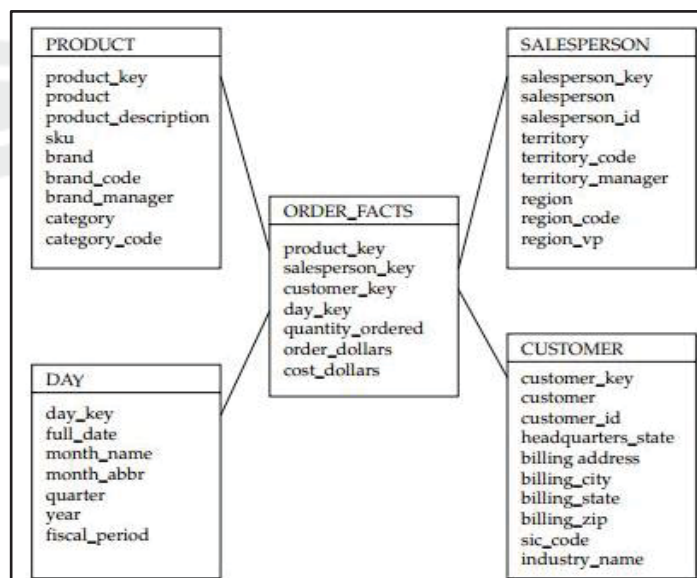 PRODUCT
product_key
product
product_description
sku
brand
brand_code
brand_manager
category
category_code
SALESPERSON
salesperson_key
salesperson
salesperson_id
territory
territory_code
territory_manager
region
region_code
region_vp
ORDER_FACTS
product_key
salesperson_key
customer_key
day_key
quantity_ordered
order_dollars
cost_dollars
DAY
day_key
full_date
month_name
month_abbr
quarter
year
fiscal_period
CUSTOMER
customer_key
customer
customer_id
headquarters_state
billing address
billing_city
billing_state
billing_zip
sic_code
industry_name